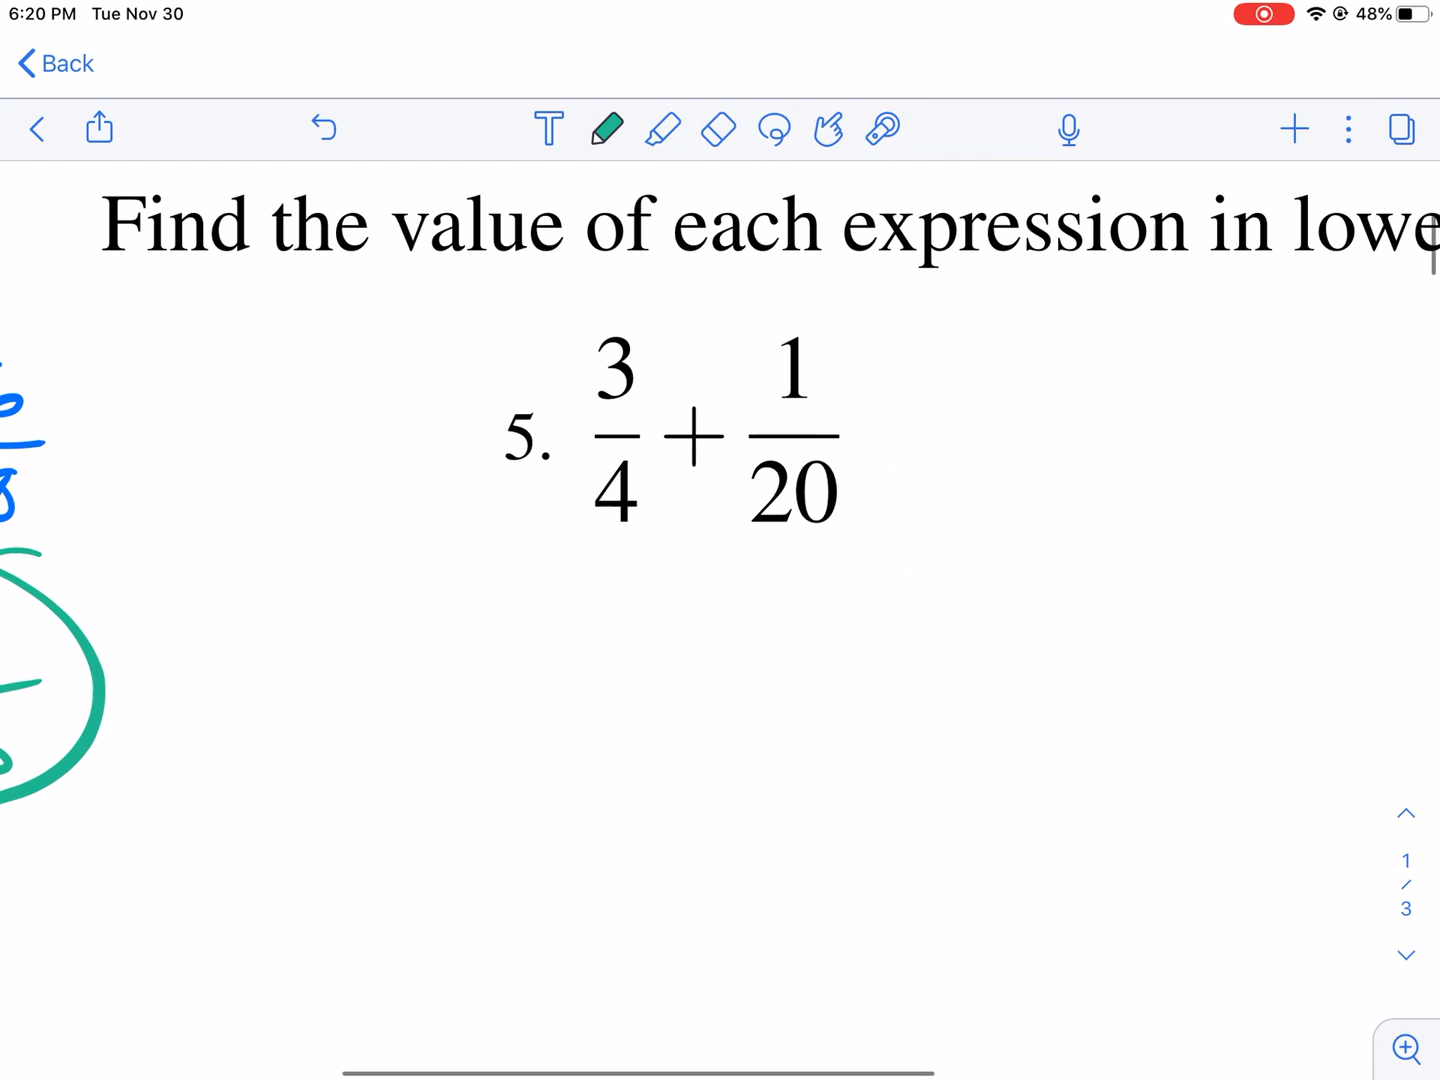 6:20 PM Tue Nov 30
48%
Back
Find the value of each expression in lowe
5. 3/4 + 1/20
1
/
3